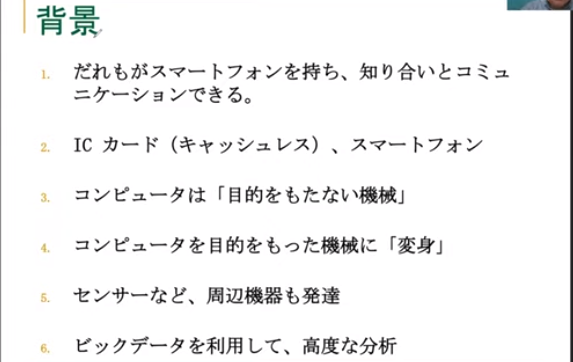 背景
1. だれもがスマートフォンを持ち、知り合いとコミュ
ニケーションできる。
2. IC カード（キャッシュレス）、スマートフォン
3. コンピュータは「目的をもたない機械」
4. コンピュータを目的をもった機械に「変身」
5. センサーなど、周辺機器も発達
6. ビックデータを利用して、高度な分析